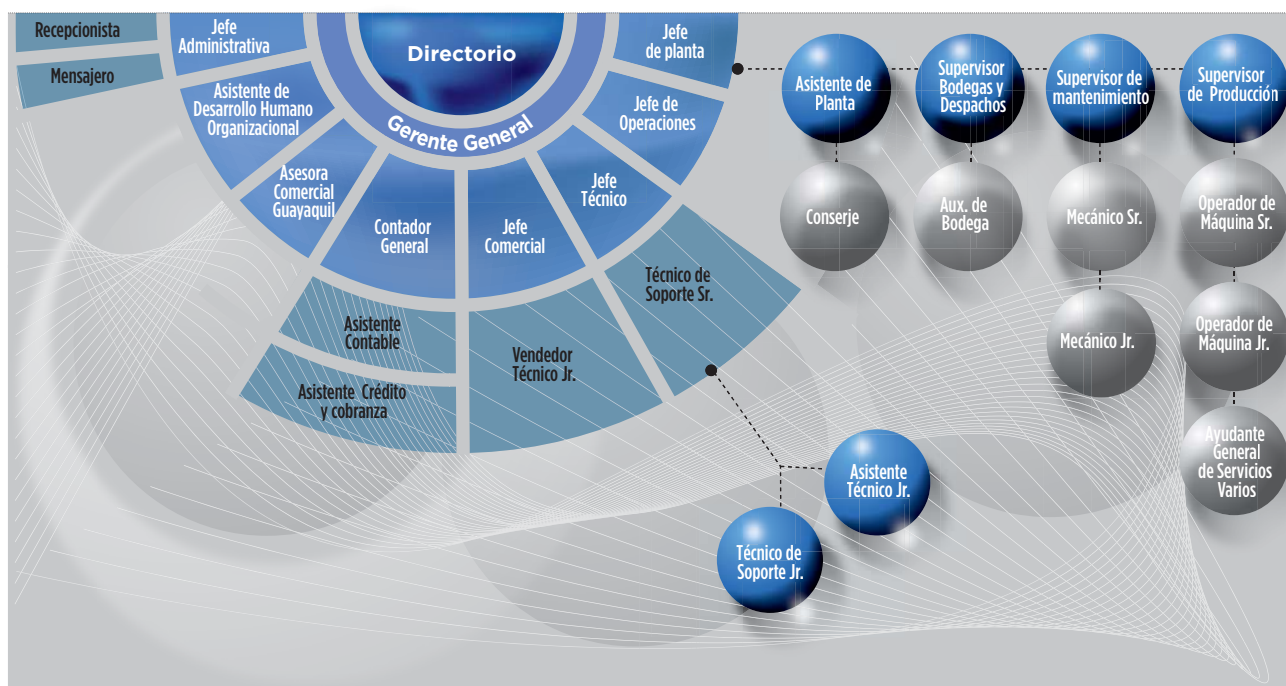 Recepcionista
Mensajero
Jefe
Administrativa
Asistente de
Desarrollo Humano
Organizacional
Asesora
Comercial
Guayaquil
Contador
General
Jefe
Comercial
Jefe
Técnico
Jefe de
Operaciones
Jefe
de planta
Directorio
Gerente General
Asistente
Contable
Asistente Crédito
y cobranza
Vendedor
Técnico Jr.
Técnico de
Soporte Sr.
Asistente
Técnico Jr.
Técnico de
Soporte Jr.
Asistente de
Planta
Conserje
Supervisor
Bodegas y
Despachos
Aux. de
Bodega
Supervisor de
mantenimiento
Mecánico Sr.
Mecánico Jr.
Supervisor
de Producción
Operador de
Máquina Sr.
Operador de
Máquina Jr.
Ayudante
General
de Servicios
Varios